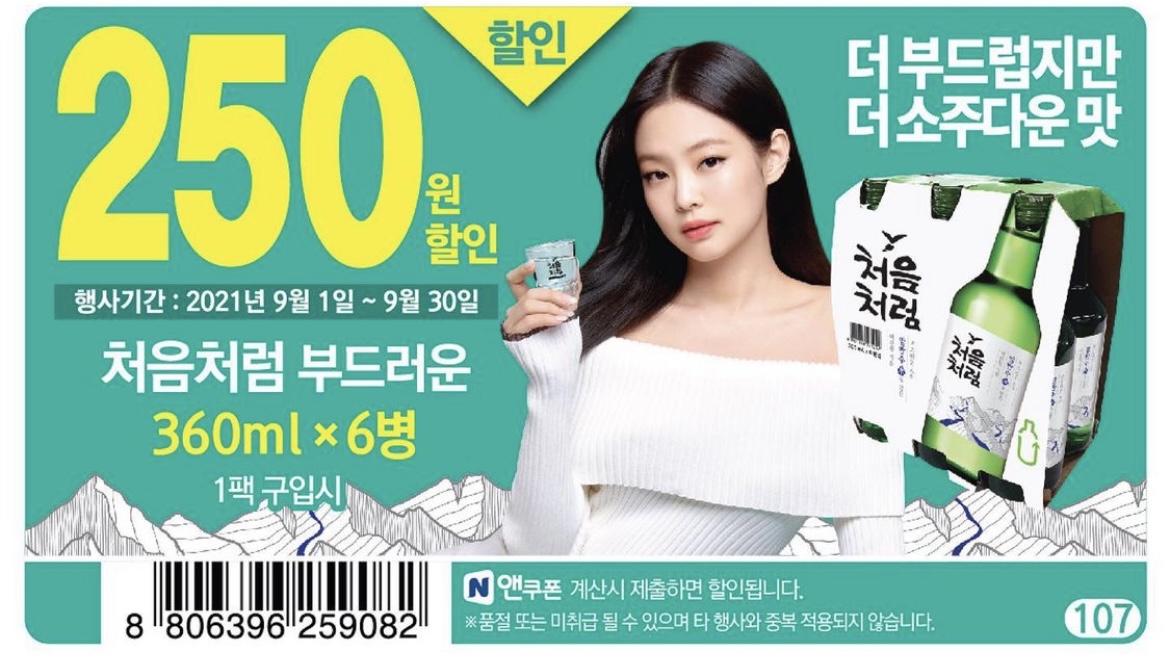 할인
250
원
할인
행사기간 : 2021년 9월 1일 ~ 9월 30일
처음처럼 부드러운
360ml × 6병
1팩 구입시
더 부드럽지만
더 소주다운 맛
처음
처럼
처음
처럼
8 806396 259082
N 앤쿠폰 계산시 제출하면 할인됩니다.
※품절 또는 미취급 될 수 있으며 타 행사와 중복 적용되지 않습니다.
107